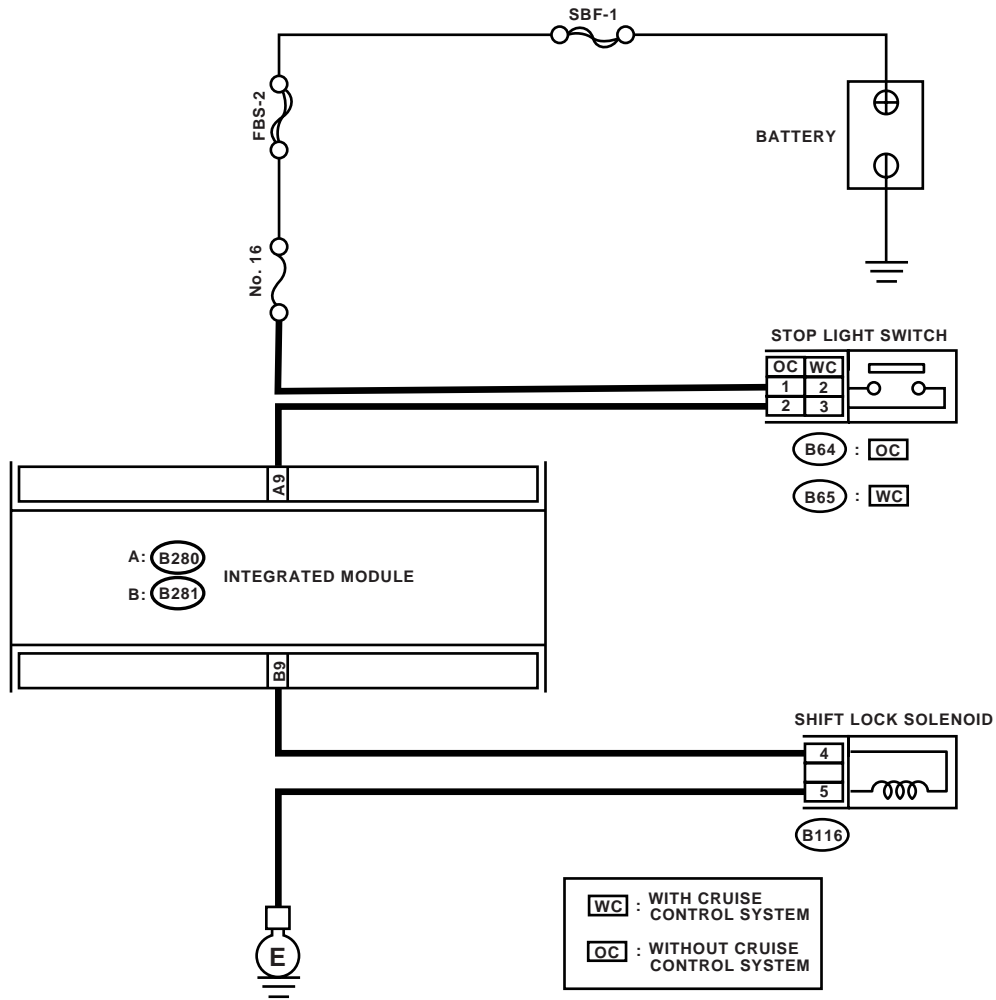 SBF-1
FBS-2
BATTERY
No. 16
STOP LIGHT SWITCH
OC WC
1 2
2 3
B64 : OC
B65 : WC
A9
A: B280
B: B281
INTEGRATED MODULE
B9
SHIFT LOCK SOLENOID
4
5
B116
WC : WITH CRUISE
CONTROL SYSTEM
OC : WITHOUT CRUISE
CONTROL SYSTEM
E